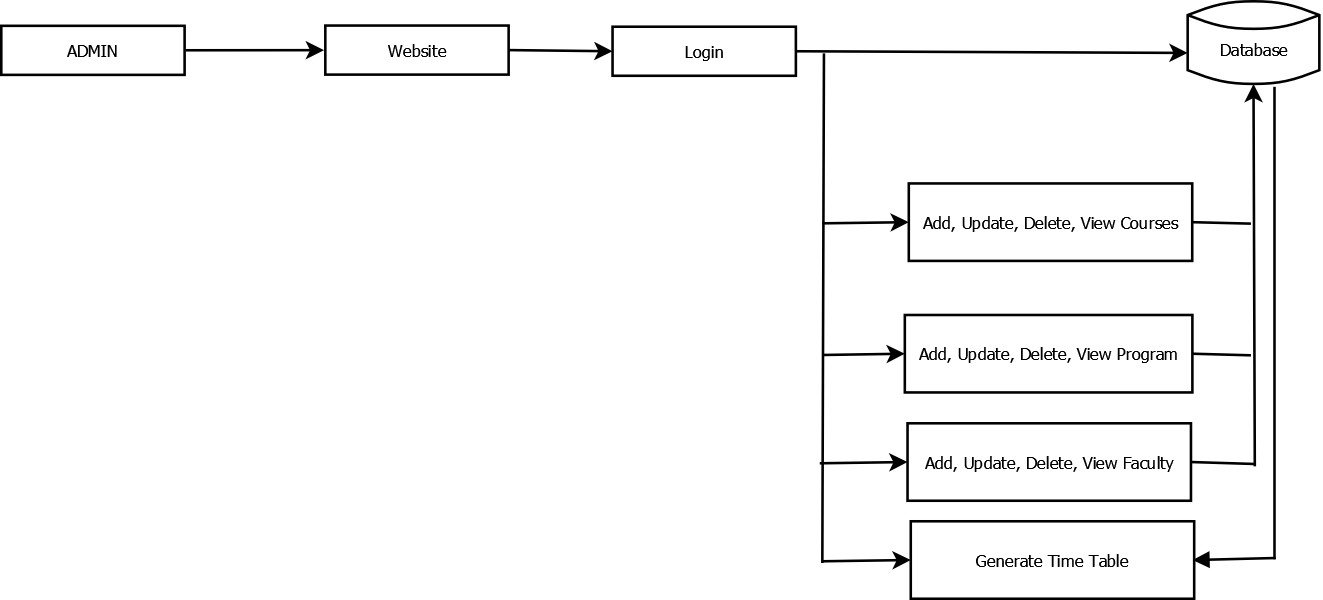 ADMIN
Website
Login
Database
Add, Update, Delete, View Courses
Add, Update, Delete, View Program
Add, Update, Delete, View Faculty
Generate Time Table